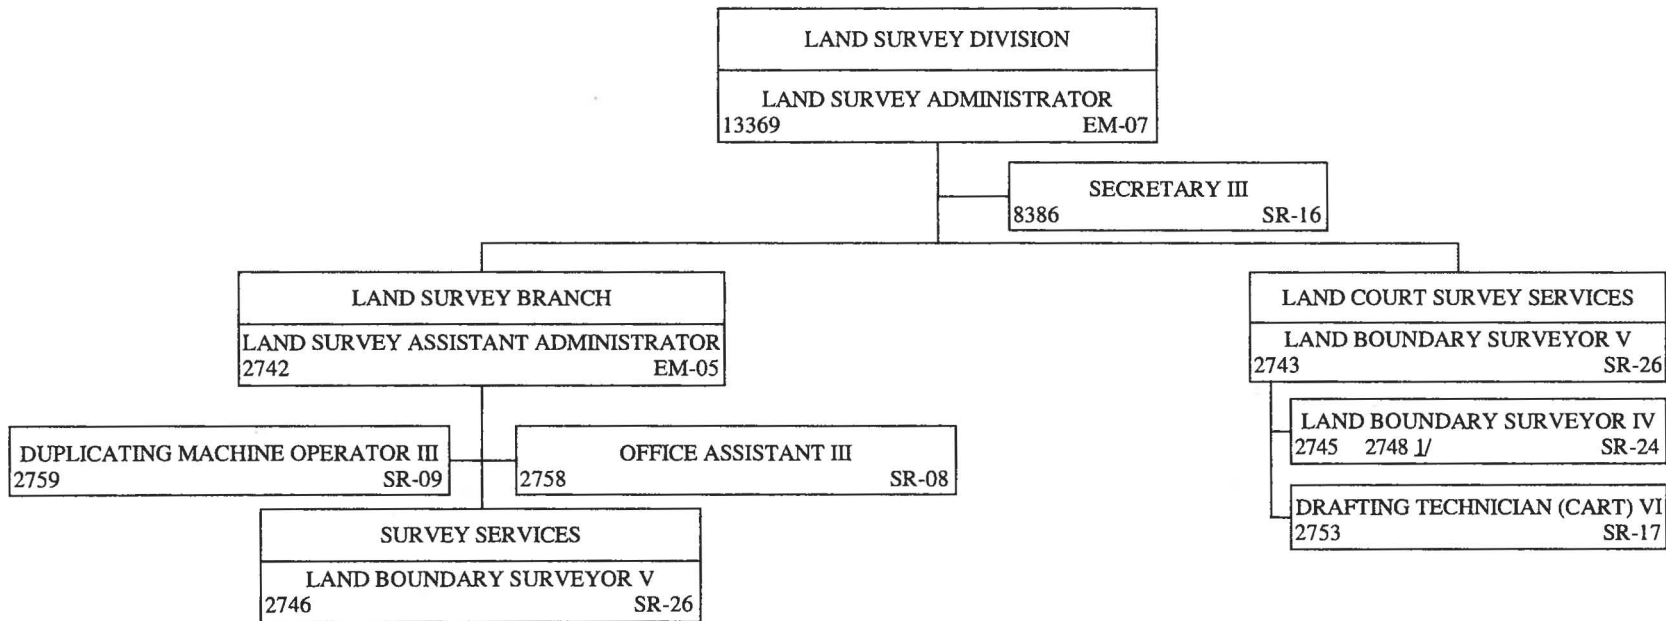 LAND SURVEY DIVISION
LAND SURVEY ADMINISTRATOR
13369 EM-07
SECRETARY III
8386 SR-16
LAND SURVEY BRANCH
LAND SURVEY ASSISTANT ADMINISTRATOR
2742 EM-05
DUPLICATING MACHINE OPERATOR III
2759 SR-09
OFFICE ASSISTANT III
2758 SR-08
SURVEY SERVICES
LAND BOUNDARY SURVEYOR V
2746 SR-26
LAND COURT SURVEY SERVICES
LAND BOUNDARY SURVEYOR V
2743 SR-26
LAND BOUNDARY SURVEYOR IV
2745 2748 1/ SR-24
DRAFTING TECHNICIAN (CART) VI
2753 SR-17